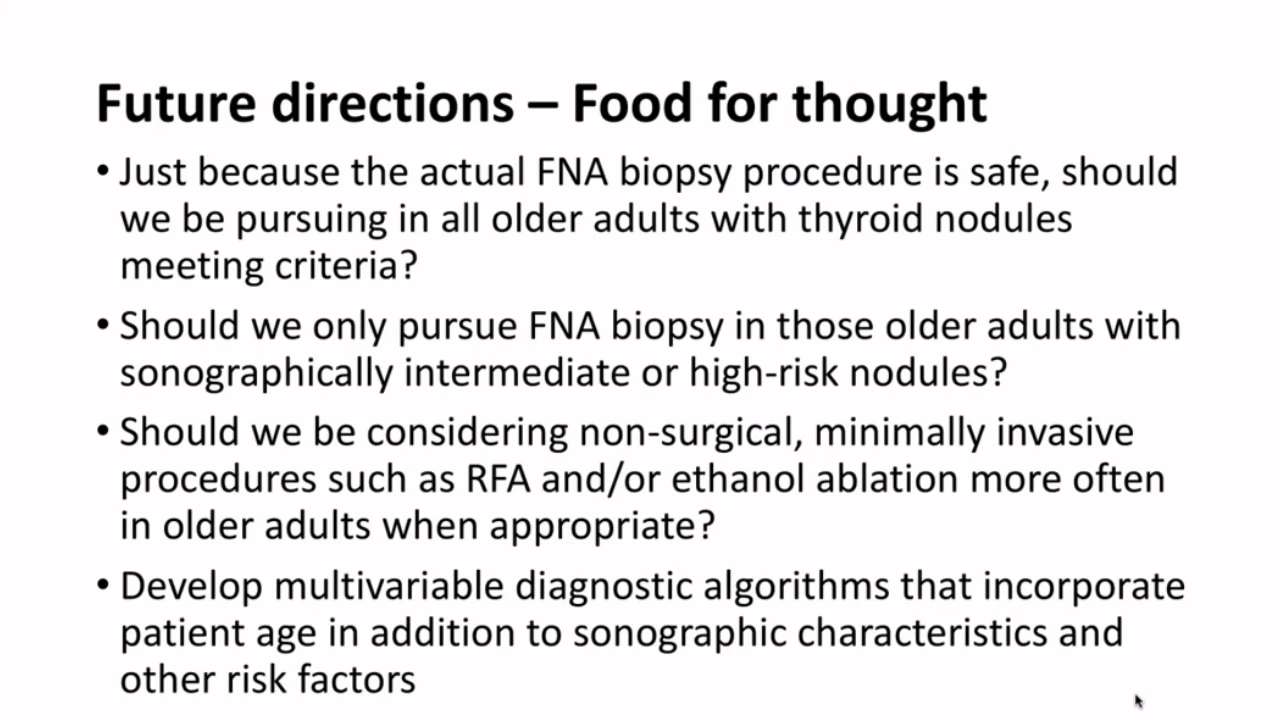 Future directions – Food for thought
• Just because the actual FNA biopsy procedure is safe, should
we be pursuing in all older adults with thyroid nodules
meeting criteria?
• Should we only pursue FNA biopsy in those older adults with
sonographically intermediate or high-risk nodules?
• Should we be considering non-surgical, minimally invasive
procedures such as RFA and/or ethanol ablation more often
in older adults when appropriate?
• Develop multivariable diagnostic algorithms that incorporate
patient age in addition to sonographic characteristics and
other risk factors